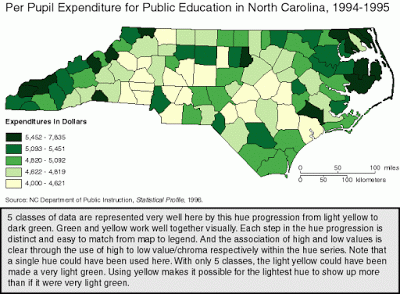 Per Pupil Expenditure for Public Education in North Carolina, 1994-1995
Expenditures in Dollars
5,452 - 7,835
5,093 - 5,451
4,820 - 5,092
4,622 - 4,819
4,000 - 4,621
0 50 100 miles
0 50 100 kilometers
Source: NC Department of Public Instruction, Statistical Profile, 1996.
5 classes of data are represented very well here by this hue progression from light yellow to
dark green. Green and yellow work well together visually. Each step in the hue progression is
distinct and easy to match from map to legend. And the association of high and low values is
clear through the use of high to low value/chroma respectively within the hue series. Note
that a single hue could have been used here. With only 5 classes, the light yellow could have
been made a very light green. Using yellow makes it possible for the lightest hue to show up more
than if it were very light green.